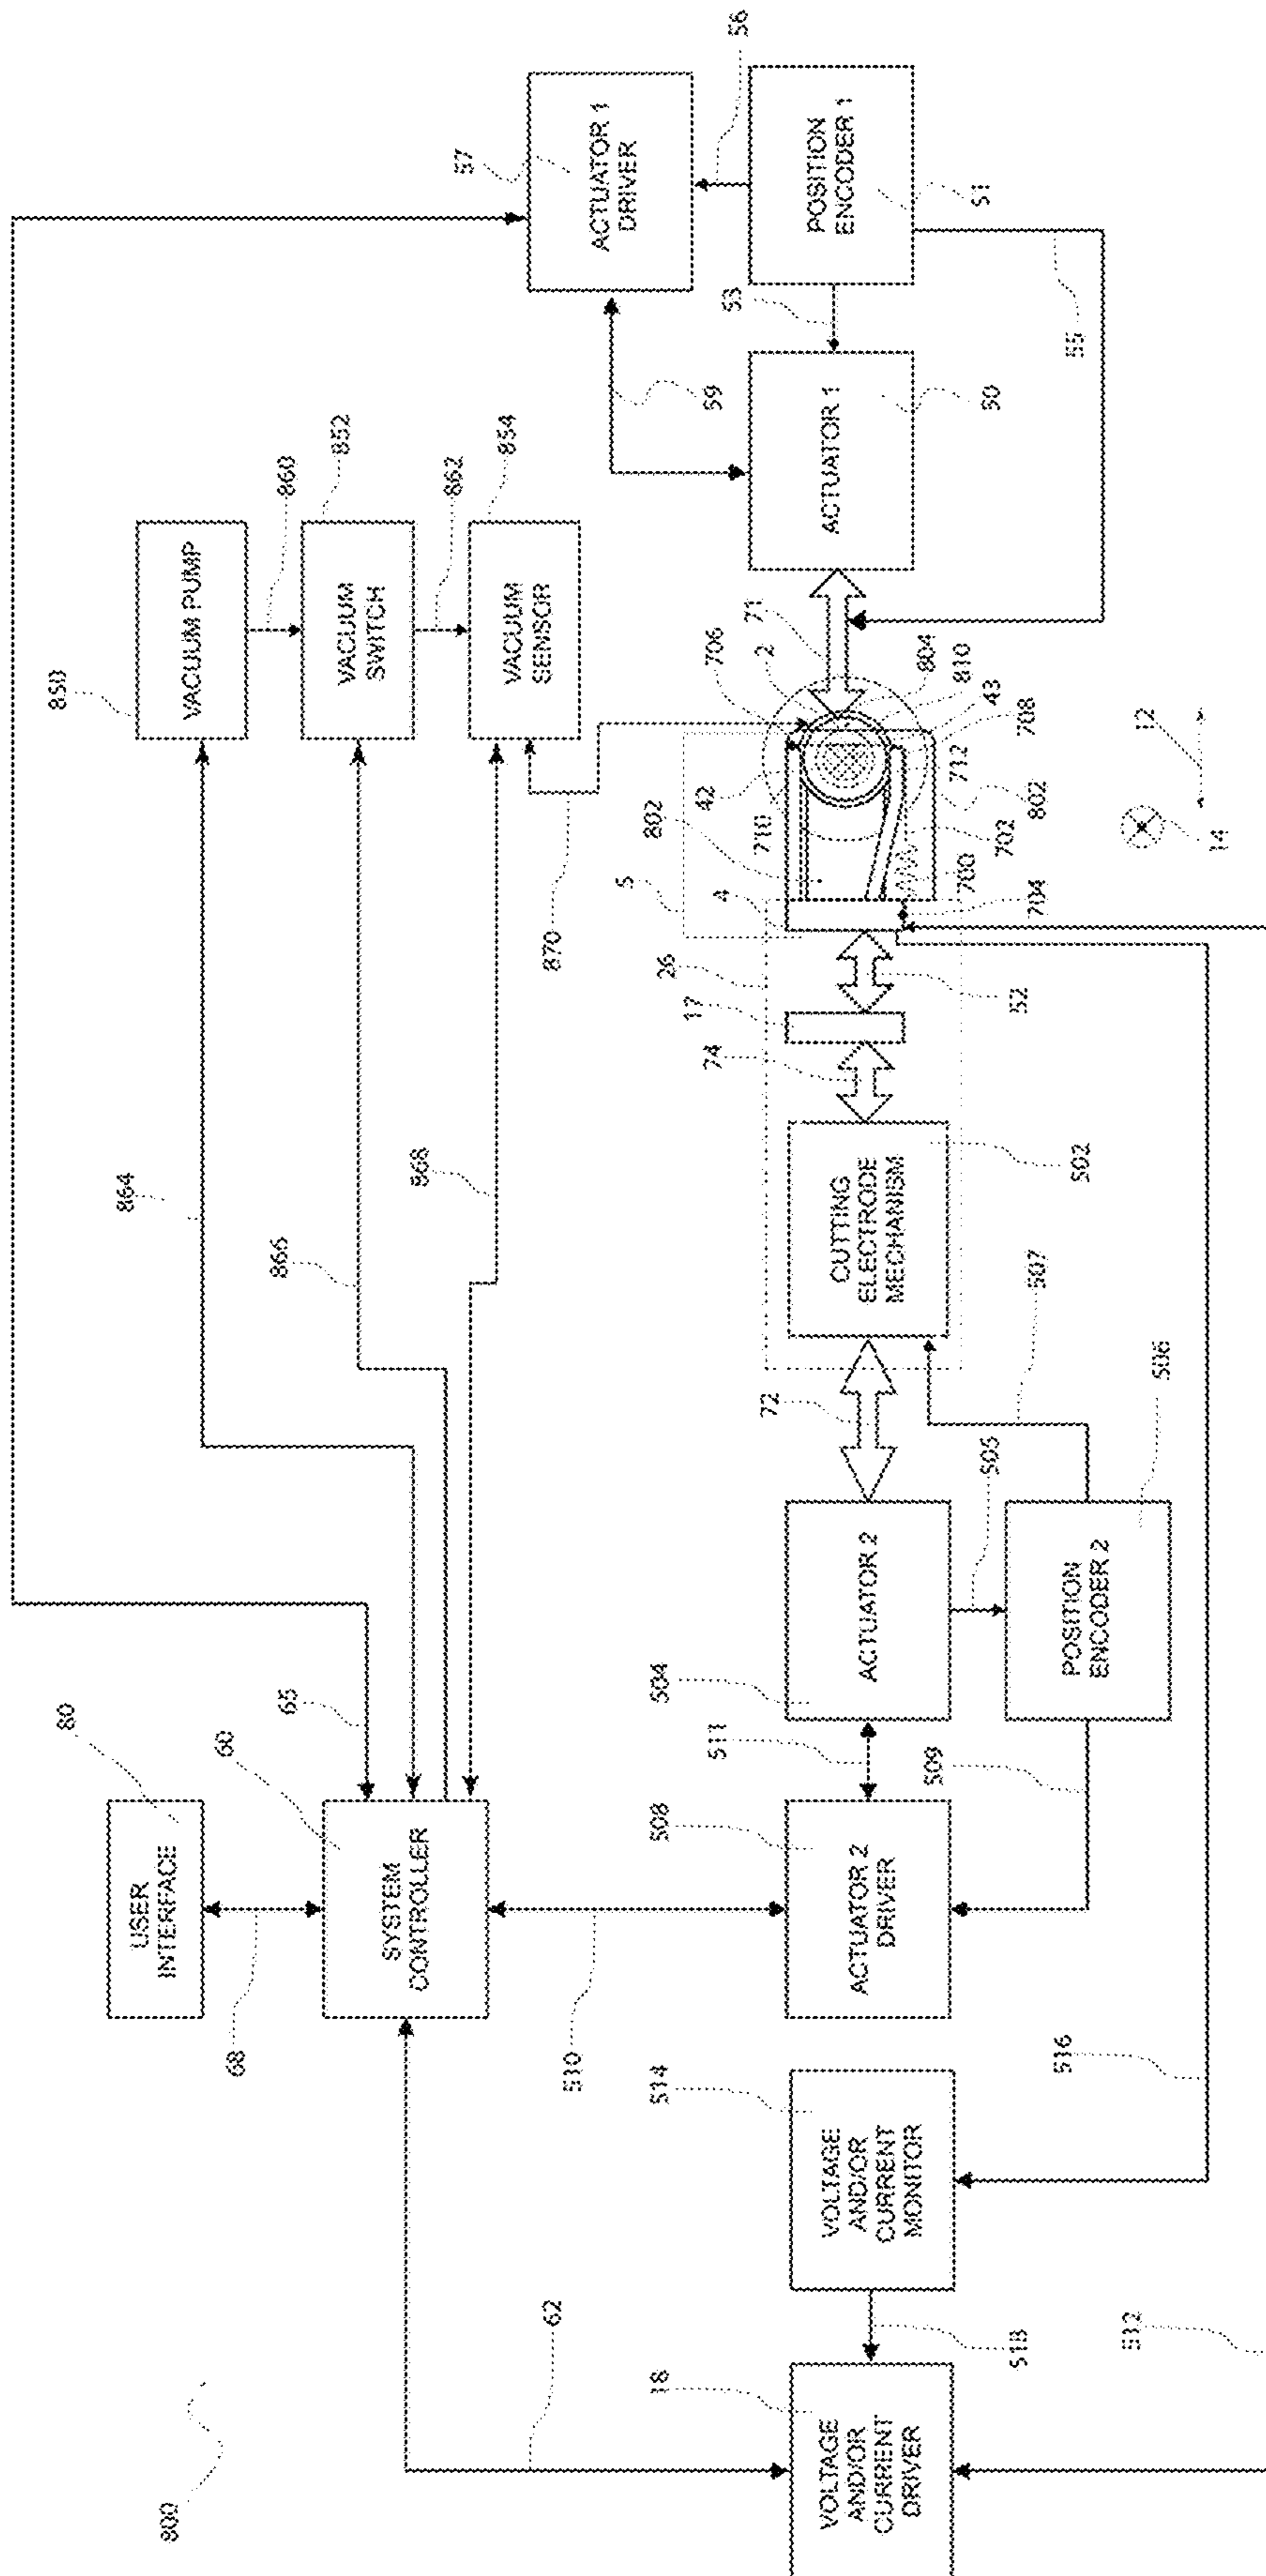 800
USER
INTERFACE
80
68
SYSTEM
CONTROLLER
60
65
62
510
864
866
868
VACUUM PUMP
850
860
VACUUM
SWITCH
852
862
VACUUM
SENSOR
854
870
ACTUATOR 1
DRIVER
57
56
59
POSITION
ENCODER 1
51
53
55
ACTUATOR 1
50
71
706
2
804
810
43
708
712
802
42
710
802
702
700
704
5
4
26
17
52
74
CUTTING
ELECTRODE
MECHANISM
502
507
72
ACTUATOR 2
504
505
511
POSITION
ENCODER 2
506
509
ACTUATOR 2
DRIVER
508
VOLTAGE
AND/OR
CURRENT
MONITOR
514
516
518
VOLTAGE
AND/OR
CURRENT
DRIVER
18
512
12
14